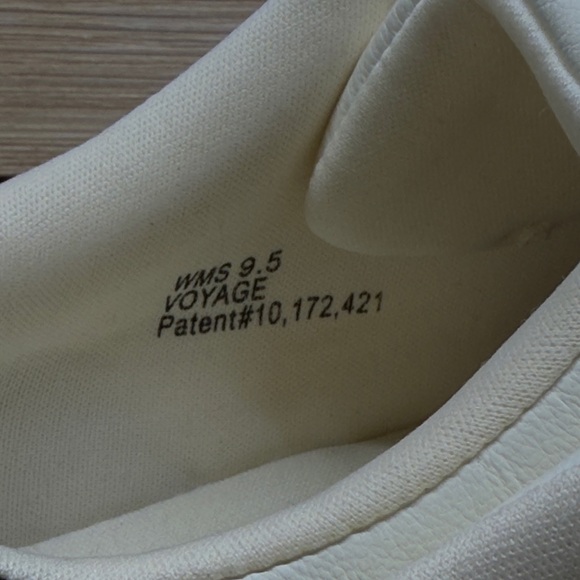 WMS 9.5
VOYAGE
Patent#10,172,421